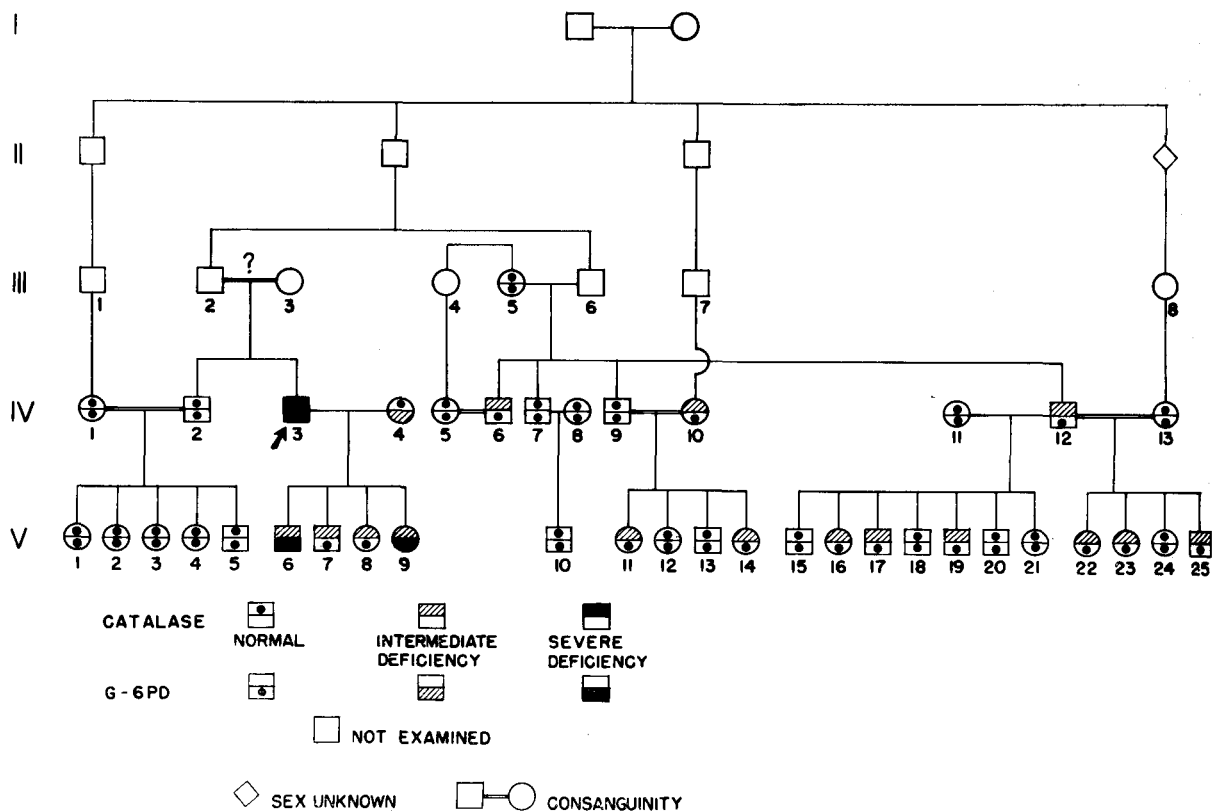 I
II
?
III
1 2 3 4 5 6 7 8
IV
1 2 3 4 5 6 7 8 9 10 11 12 13
V
1 2 3 4 5 6 7 8 9 10 11 12 13 14 15 16 17 18 19 20 21 22 23 24 25
CATALASE
NORMAL INTERMEDIATE SEVERE
DEFICIENCY DEFICIENCY
G-6PD
NOT EXAMINED
SEX UNKNOWN CONSANGUINITY